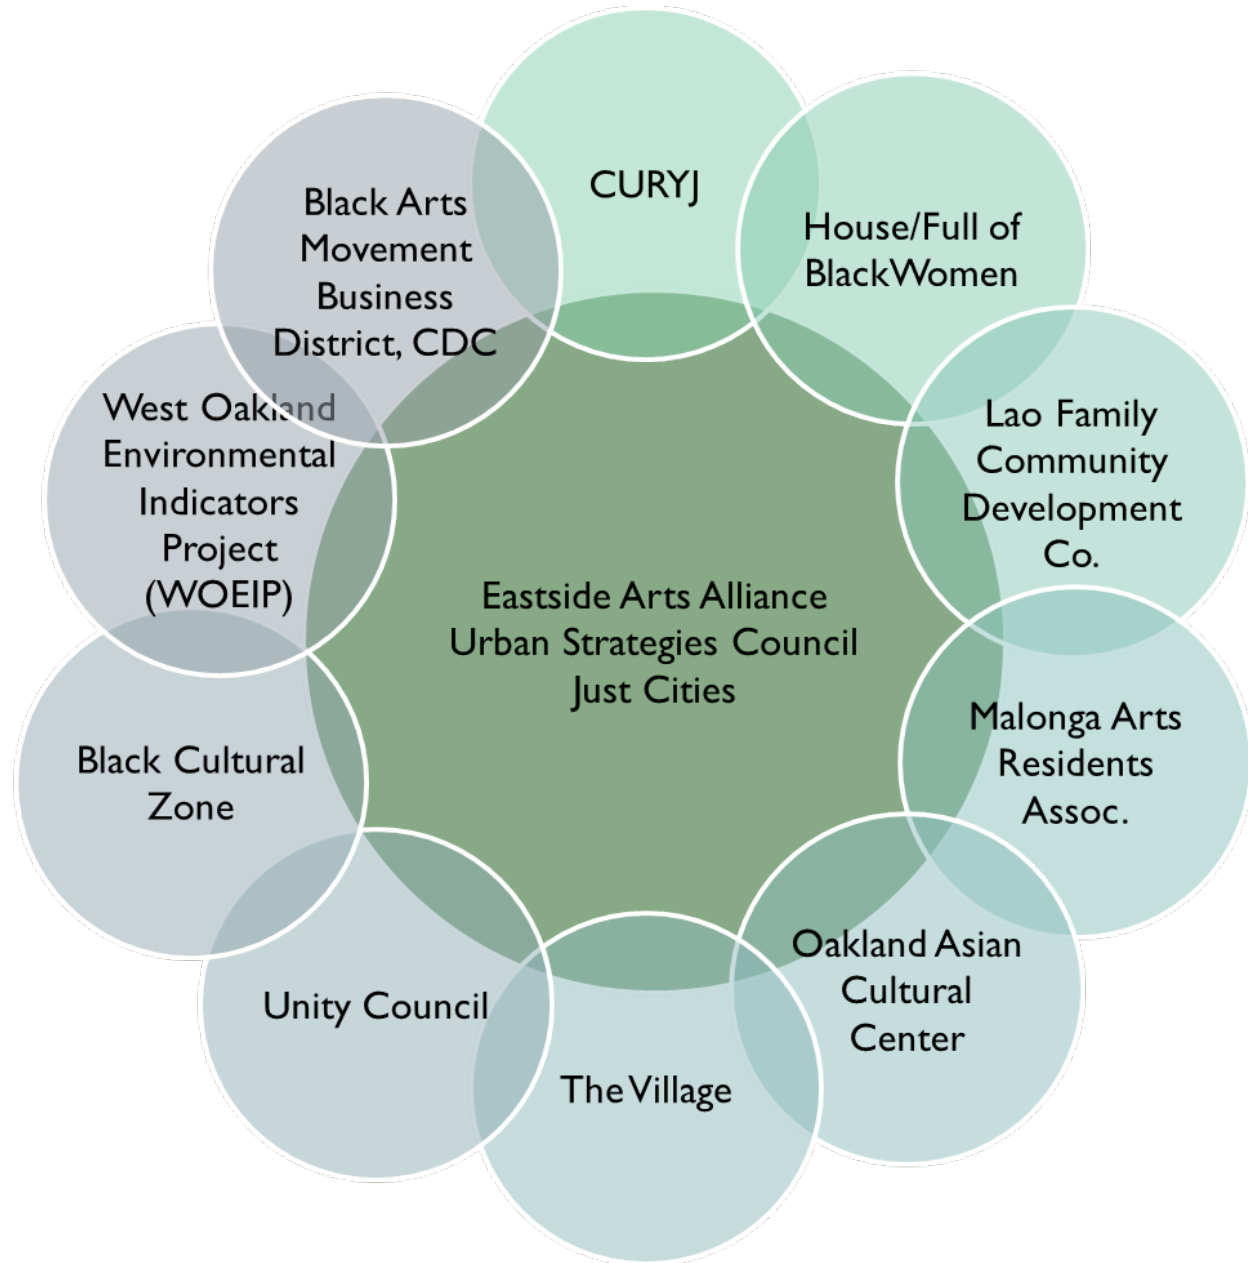 CURYJ
House/Full of
BlackWomen
Lao Family
Community
Development
Co.
Malonga Arts
Residents
Assoc.
Oakland Asian
Cultural
Center
The Village
Unity Council
Black Cultural
Zone
West Oakland
Environmental
Indicators
Project
(WOEIP)
Black Arts
Movement
Business
District, CDC
Eastside Arts Alliance
Urban Strategies Council
Just Cities